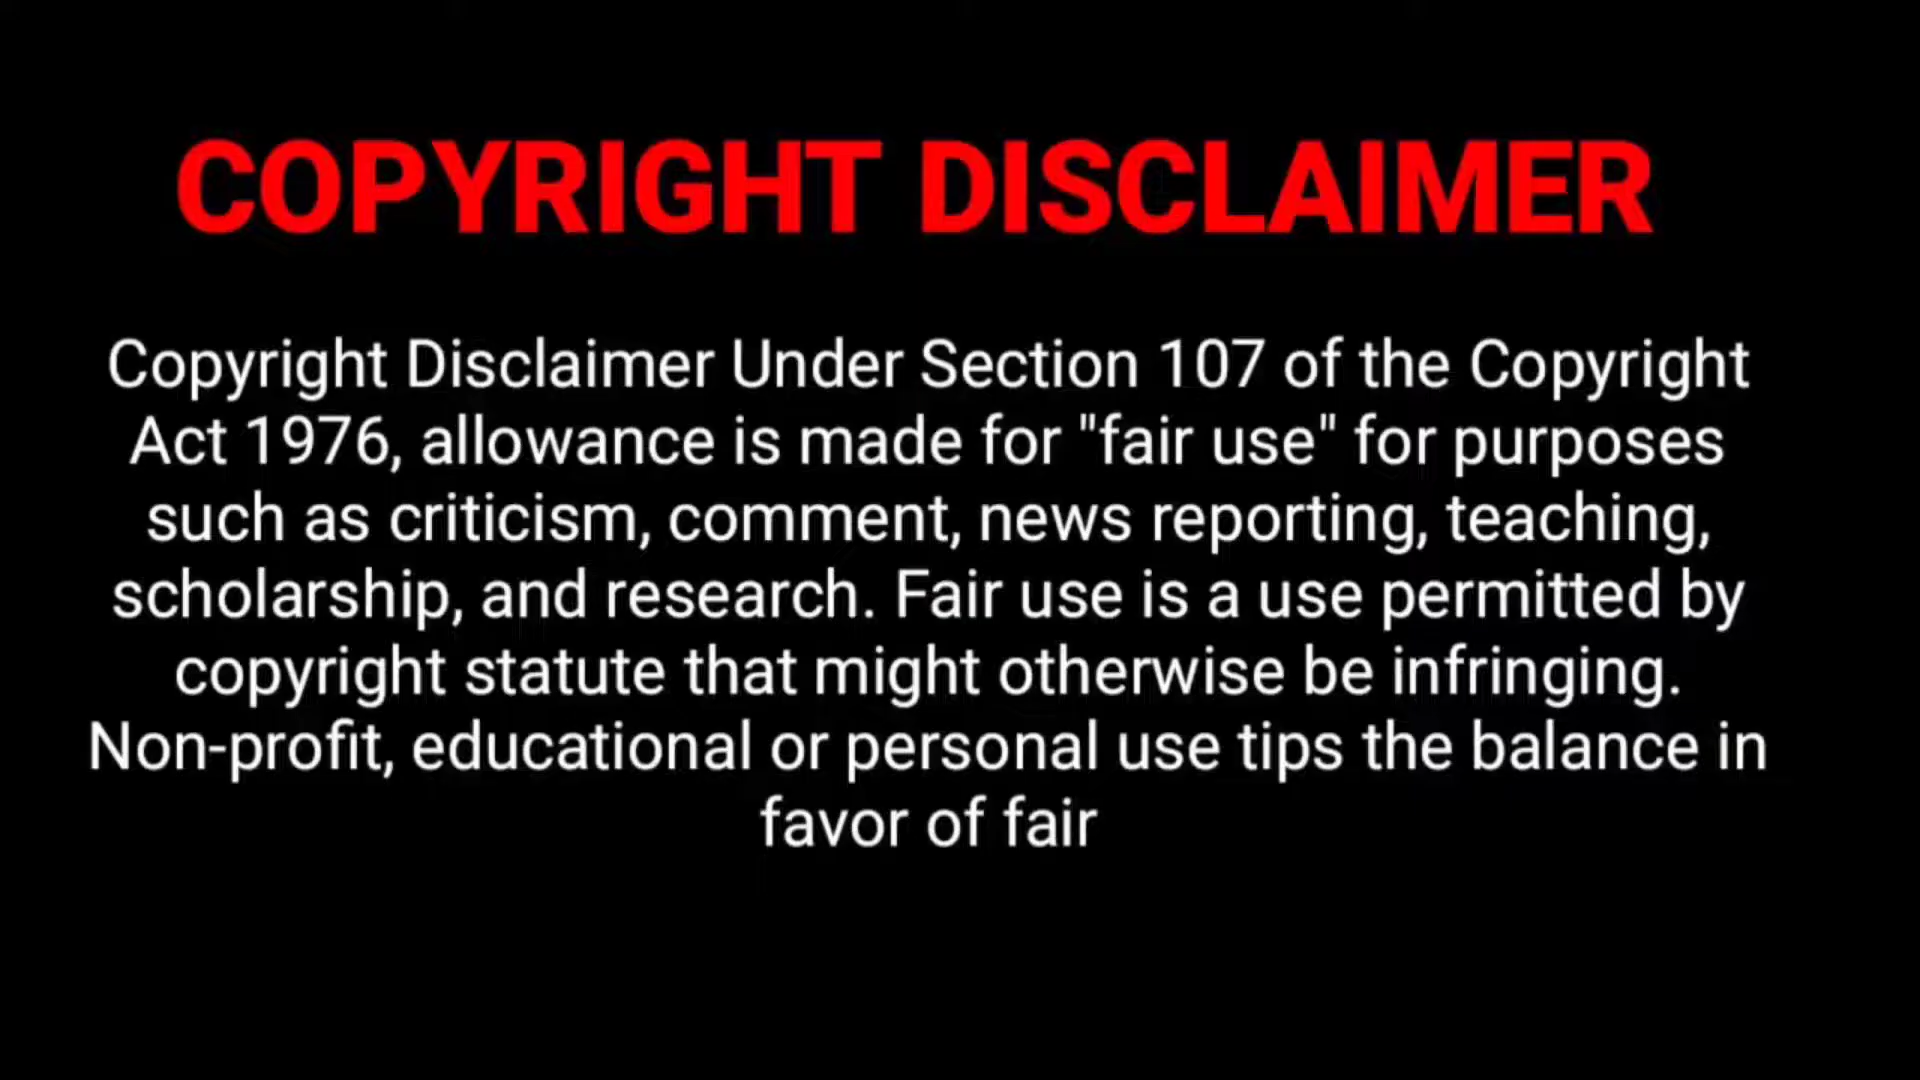 COPYRIGHT DISCLAIMER
Copyright Disclaimer Under Section 107 of the Copyright
Act 1976, allowance is made for "fair use" for purposes
such as criticism, comment, news reporting, teaching,
scholarship, and research. Fair use is a use permitted by
copyright statute that might otherwise be infringing.
Non-profit, educational or personal use tips the balance in
favor of fair